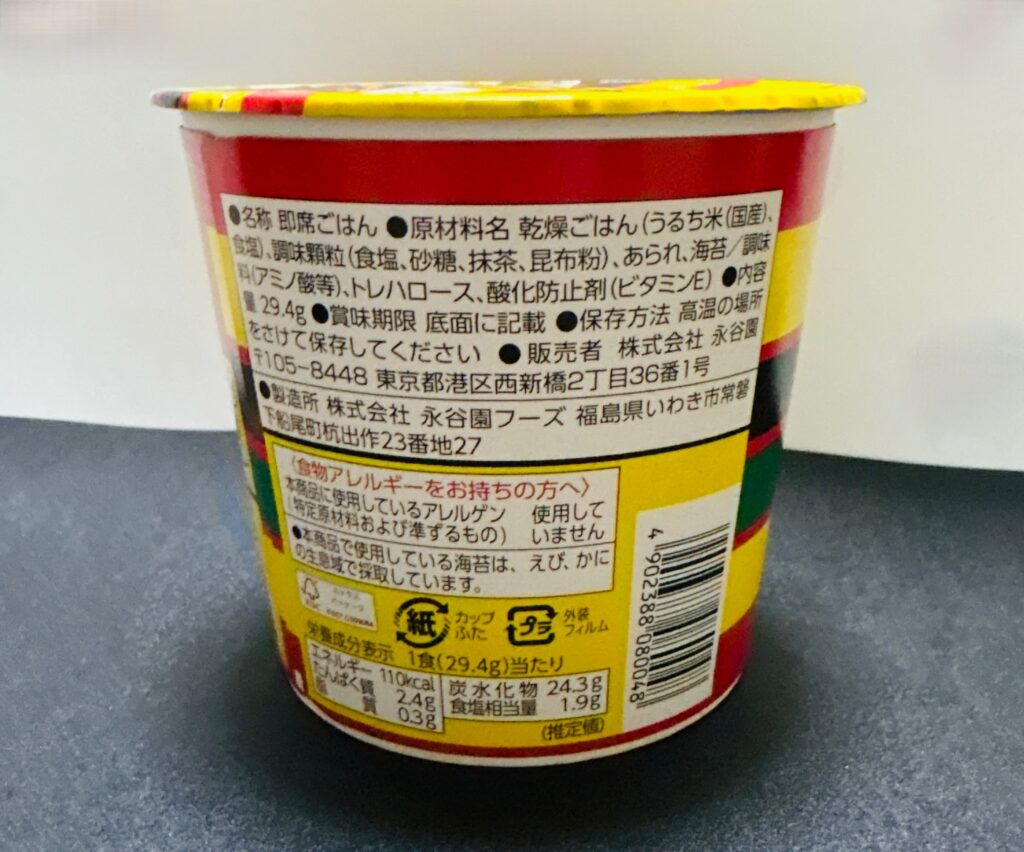 ●名称 即席ごはん ●原材料名 乾燥ごはん(うるち米(国産)、
食塩)、調味顆粒(食塩、砂糖、抹茶、昆布粉)、あられ、海苔/調味
料(アミノ酸等)、トレハロース、酸化防止剤(ビタミンE) ●内容
量 29.4g ●賞味期限 底面に記載 ●保存方法 高温の場所
をさけて保存してください ●販売者 株式会社 永谷園
〒105-8448 東京都港区西新橋2丁目36番1号
●製造所 株式会社 永谷園フーズ 福島県いわき市常磐
下船尾町杭出作23番地27
〈食物アレルギーをお持ちの方へ〉
本商品に使用しているアレルゲン 使用して
(特定原材料および準ずるもの) いません
●本商品で使用している海苔は、えび、かに
の生息域で採取しています。
FSC
紙 カップ
ふた
プラ 外装
フィルム
栄養成分表示 1食(29.4g)当たり
エネルギー 110kcal
たんぱく質 2.4g
脂質 0.3g
炭水化物 24.3g
食塩相当量 1.9g
(推定値)
4 902388 080048